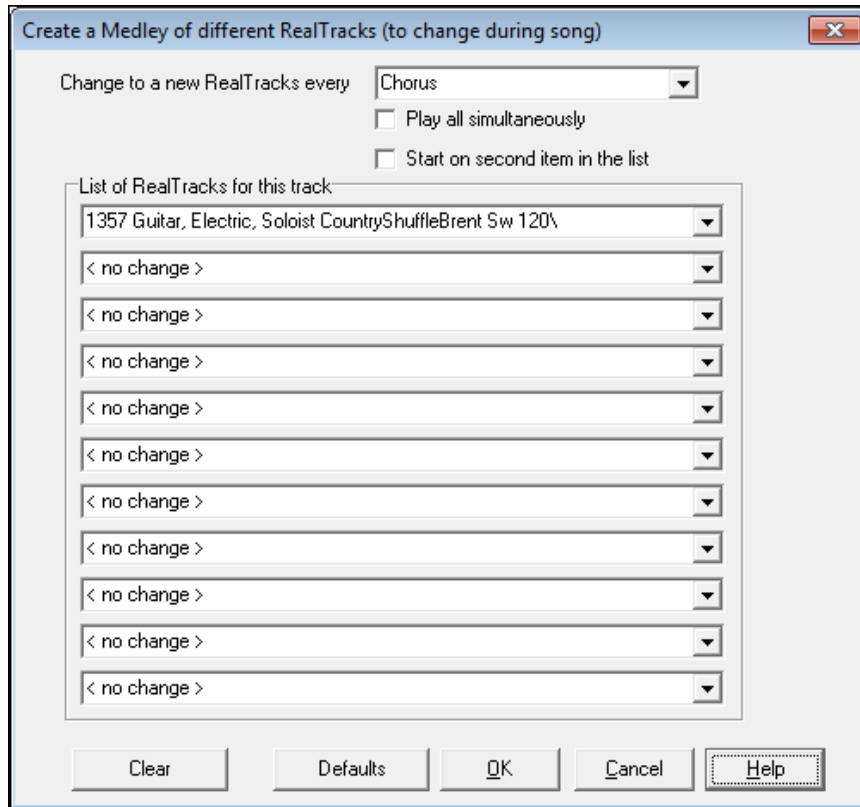 Create a Medley of different RealTracks (to change during song)
Change to a new RealTracks every Chorus
Play all simultaneously
Start on second item in the list
List of RealTracks for this track
1357 Guitar, Electric, Soloist CountryShuffleBrent Sw 120\
< no change >
< no change >
< no change >
< no change >
< no change >
< no change >
< no change >
< no change >
< no change >
< no change >
Clear Defaults OK Cancel Help